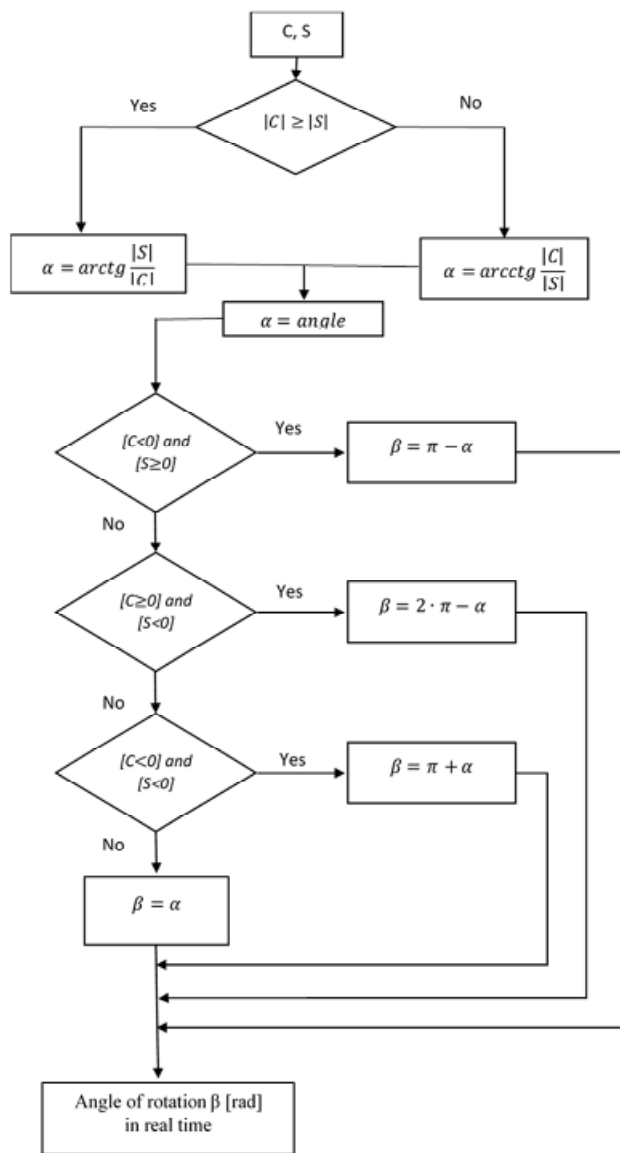 C, S
Yes
No
|C| ≥ |S|
α = arctg |S|/|C|
α = arcctg |C|/|S|
α = angle
[C<0] and
[S≥0]
Yes
β = π − α
No
[C≥0] and
[S<0]
Yes
β = 2 · π − α
No
[C<0] and
[S<0]
Yes
β = π + α
No
β = α
Angle of rotation β [rad]
in real time